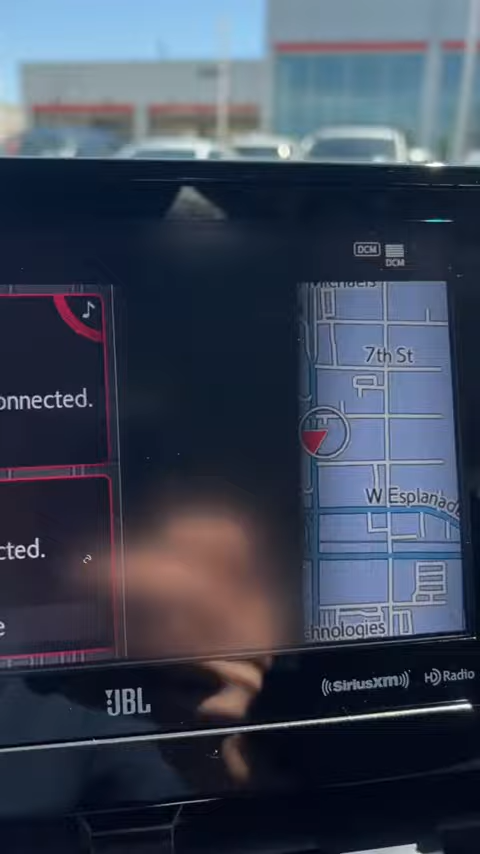 DCM
DCM
7th St
onnected.
W Esplanad
cted.
e
chnologies
JBL
((SiriusXM))
HD Radio